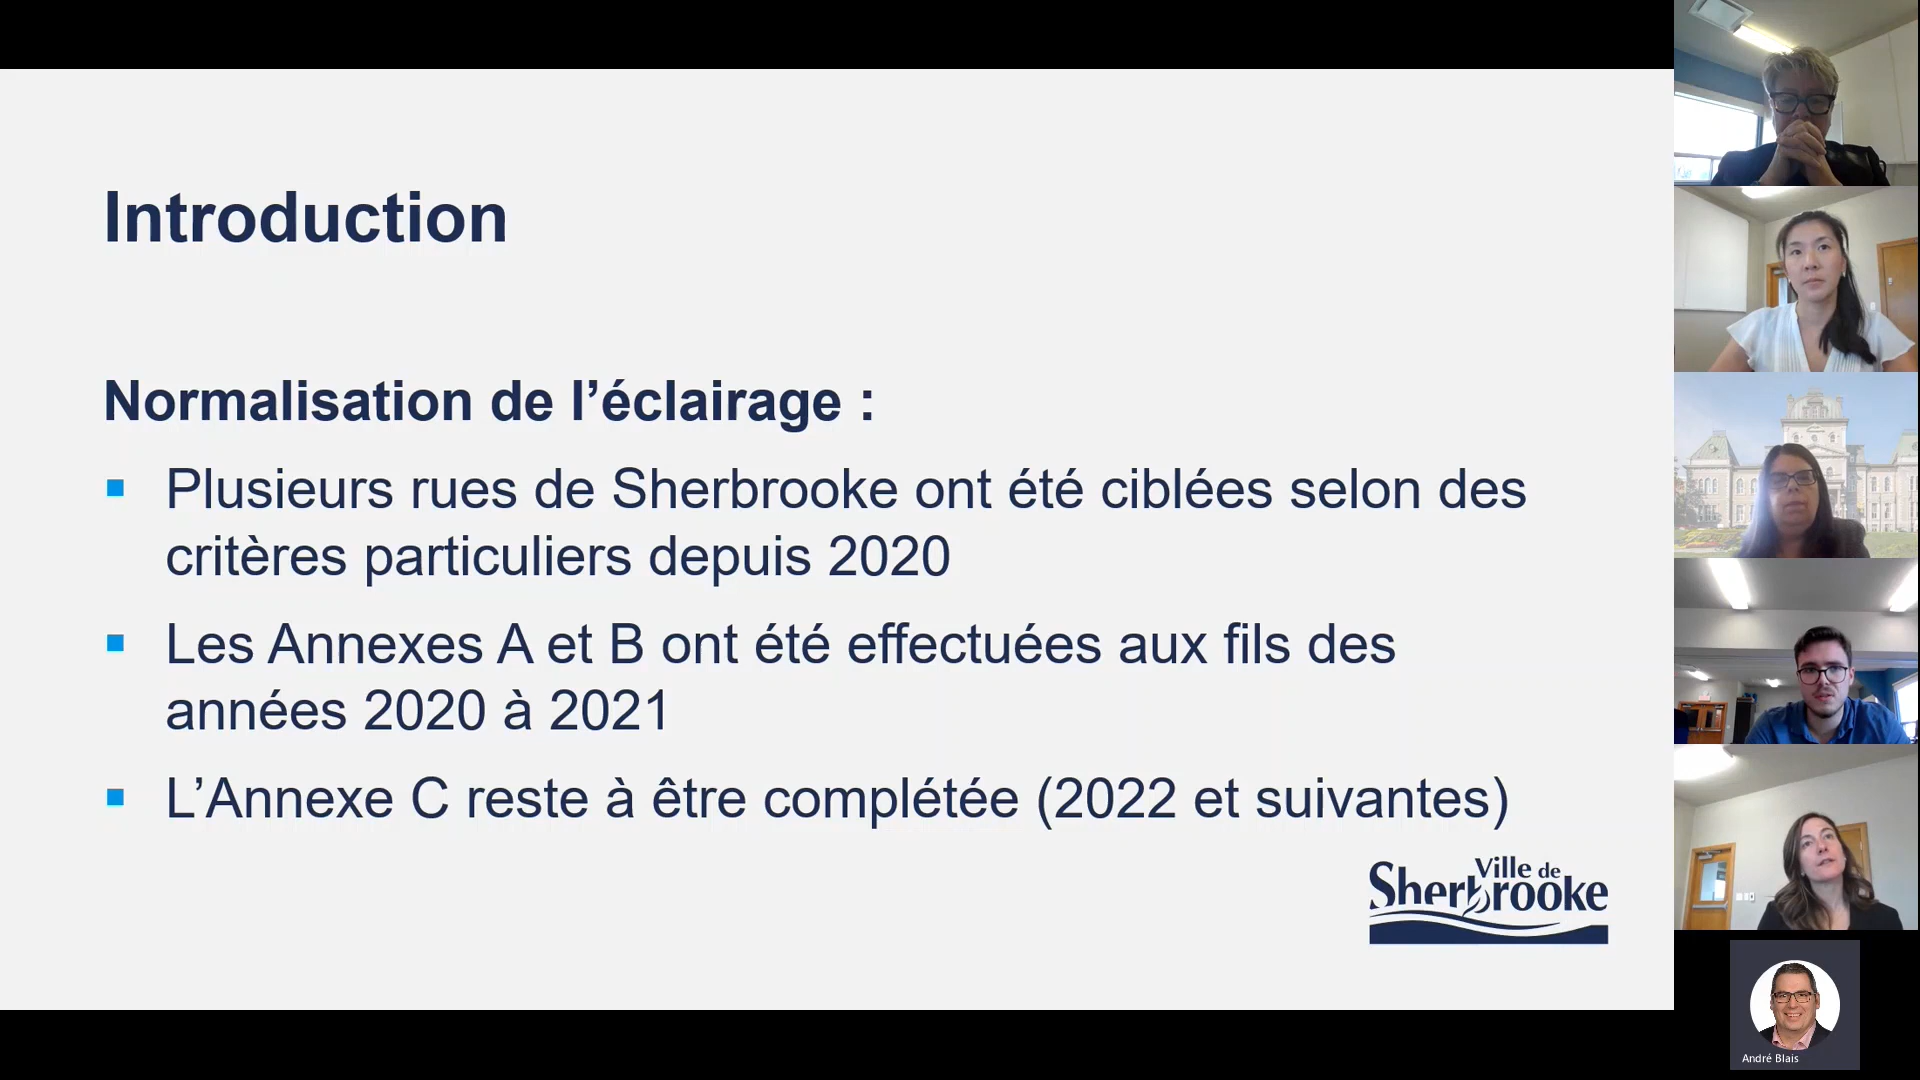 Introduction
Normalisation de l’éclairage :
Plusieurs rues de Sherbrooke ont été ciblées selon des
critères particuliers depuis 2020
Les Annexes A et B ont été effectuées aux fils des
années 2020 à 2021
L’Annexe C reste à être complétée (2022 et suivantes)
Ville de
Sherbrooke
André Blais